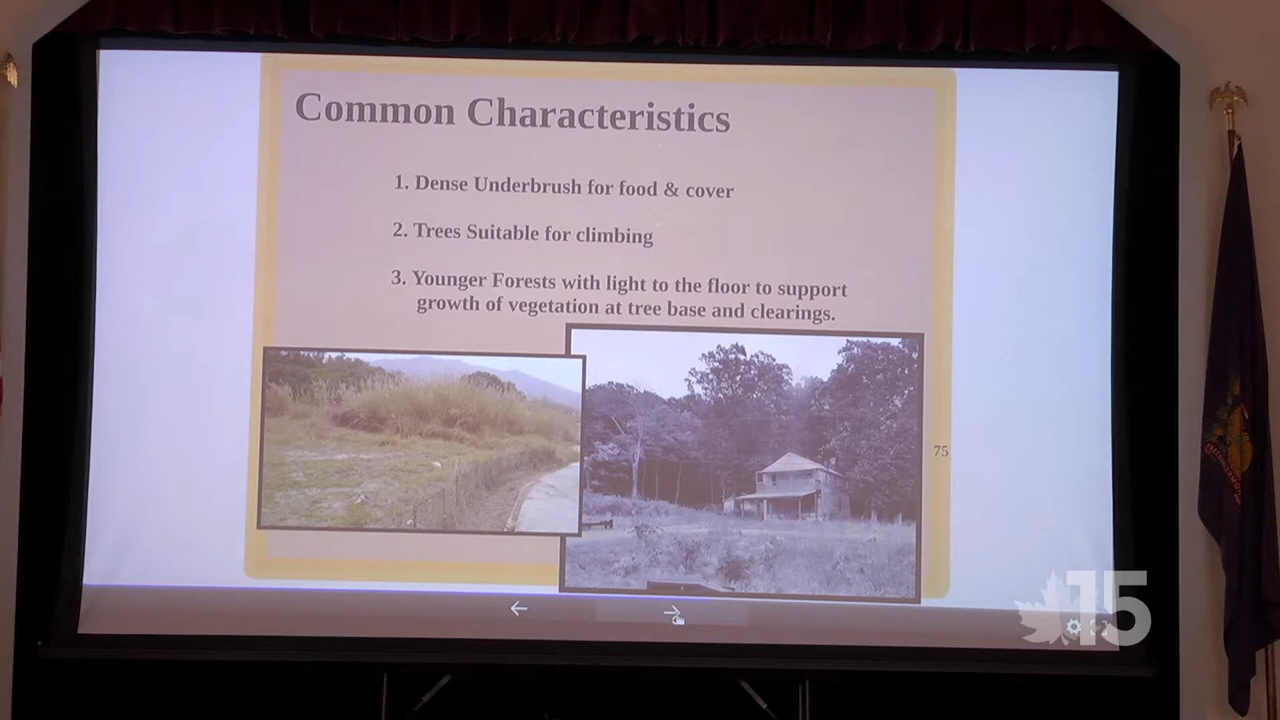 Common Characteristics
1. Dense Underbrush for food & cover
2. Trees Suitable for climbing
3. Younger Forests with light to the floor to support
growth of vegetation at tree base and clearings.
75
15